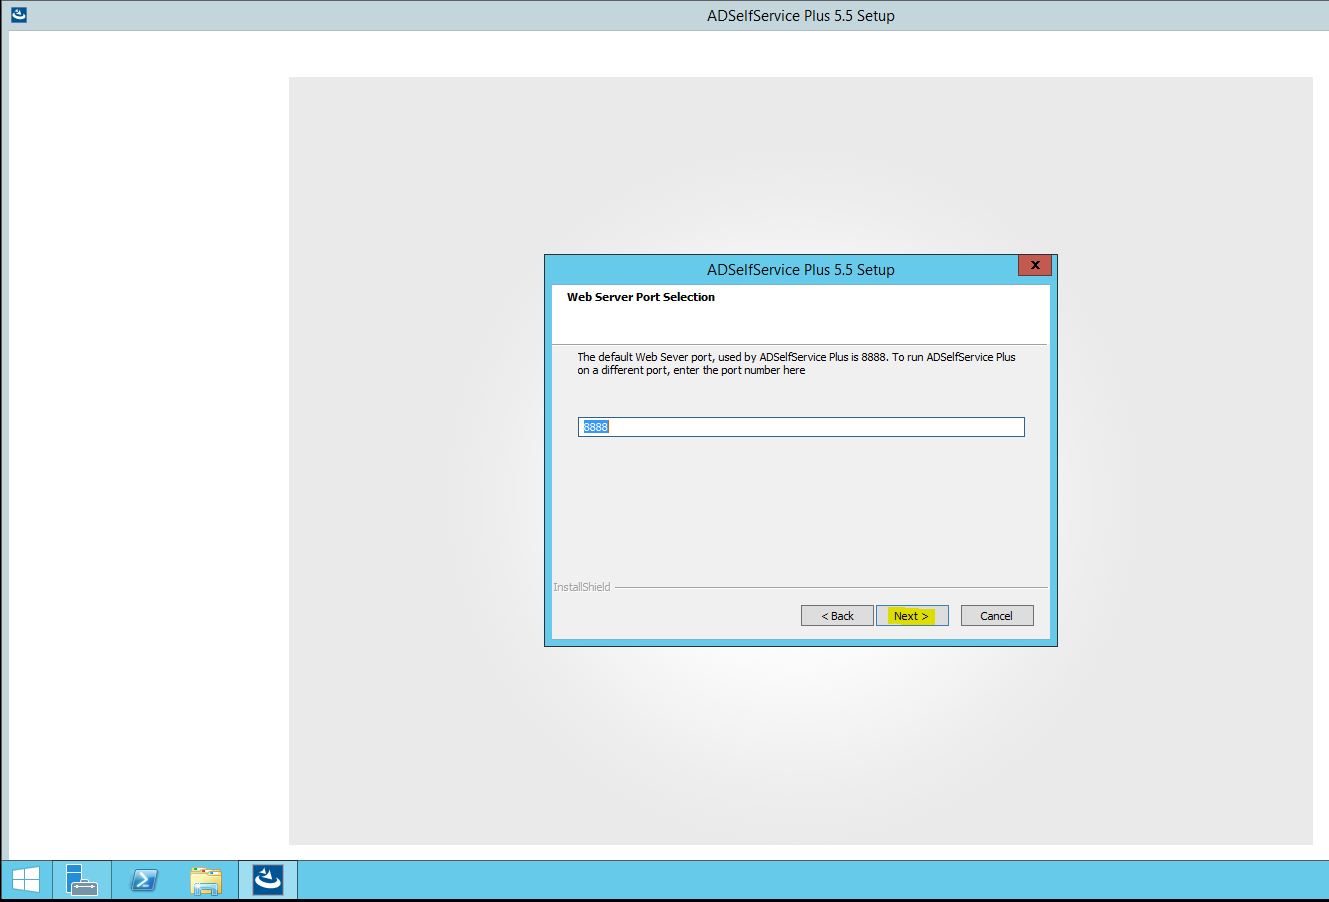 ADSelfService Plus 5.5 Setup
ADSelfService Plus 5.5 Setup
x
Web Server Port Selection
The default Web Sever port, used by ADSelfService Plus is 8888. To run ADSelfService Plus
on a different port, enter the port number here
8888
InstallShield
< Back
Next >
Cancel